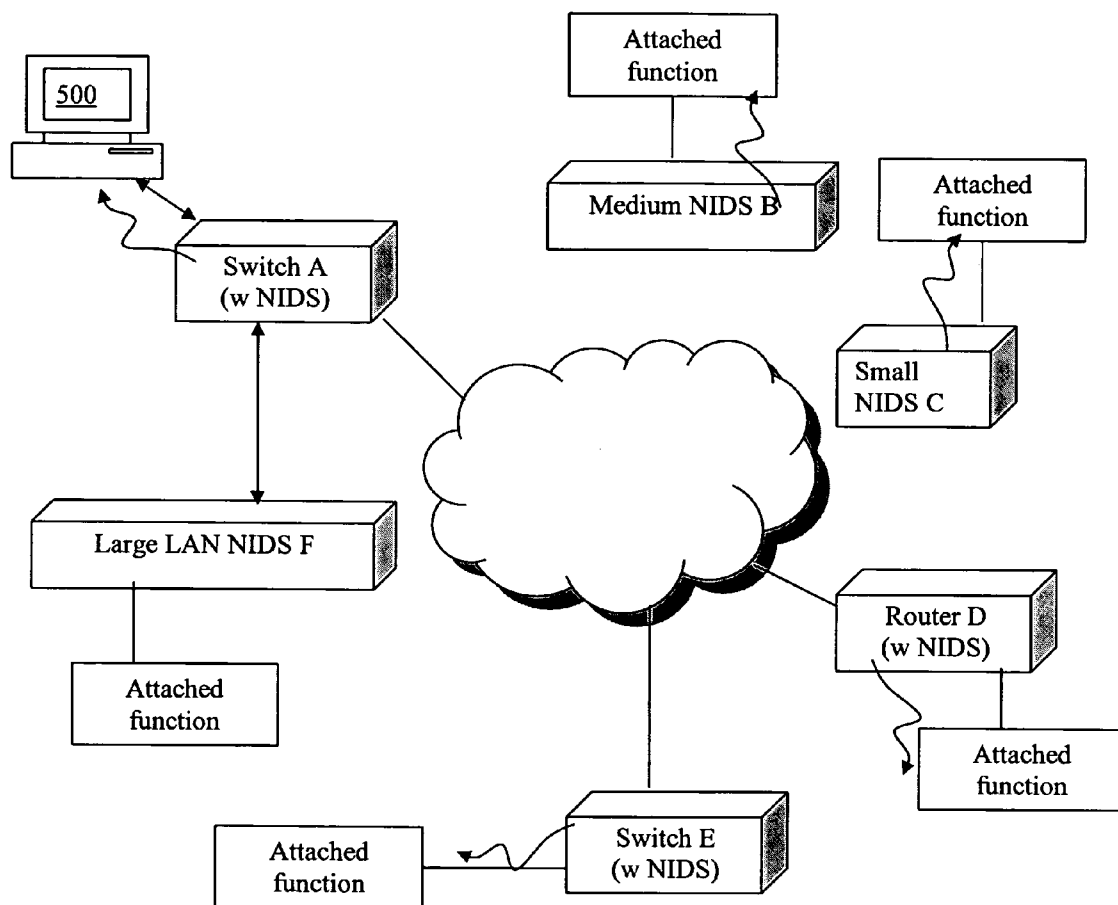 Attached
function
500
Medium NIDS B
Attached
function
Switch A
(w NIDS)
Small
NIDS C
Large LAN NIDS F
Router D
(w NIDS)
Attached
function
Attached
function
Switch E
(w NIDS)
Attached
function